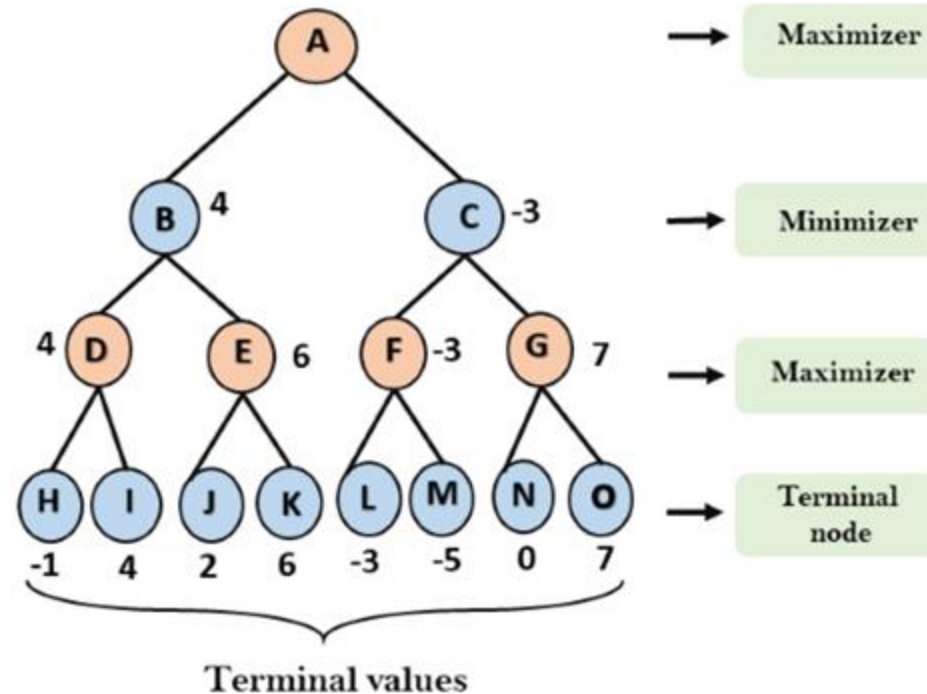 A
Maximizer
B 4
C -3
Minimizer
4 D
E 6
F -3
G 7
Maximizer
H I J K L M N O
Terminal
node
-1 4 2 6 -3 -5 0 7
Terminal values